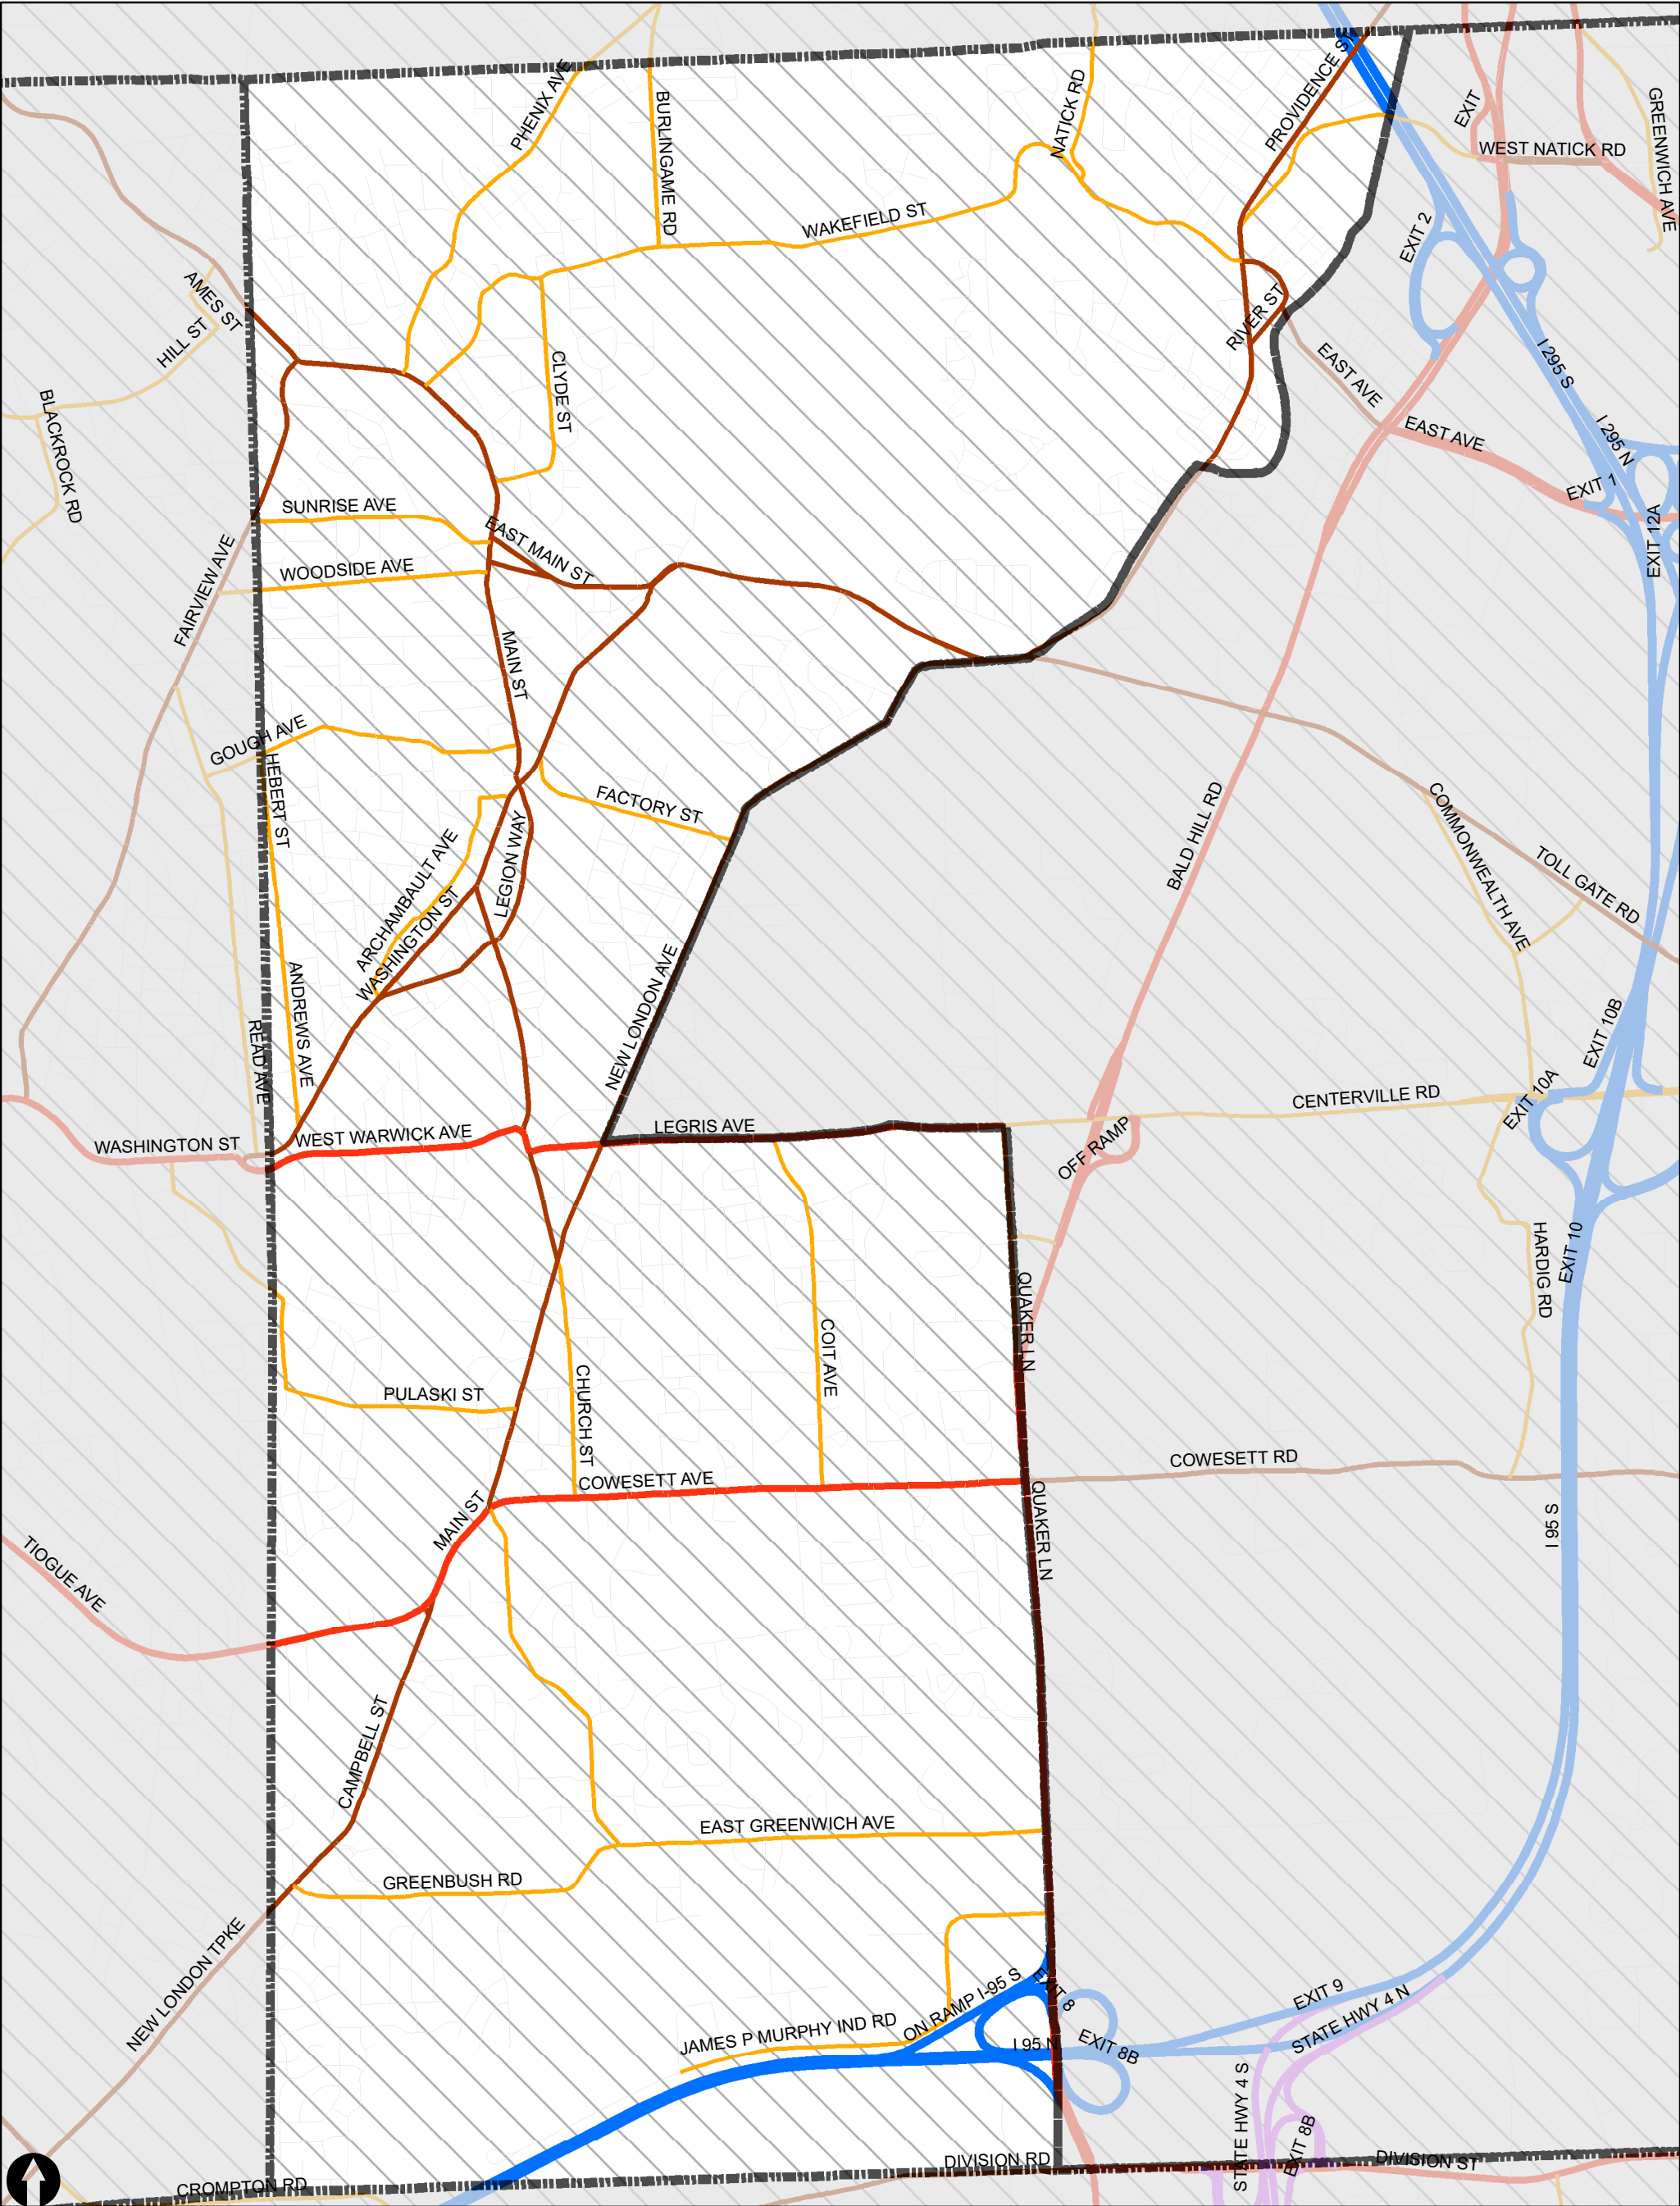 PHENIX AVE
BURLINGAME RD
NATICK RD
PROVIDENCE ST
EXIT
GREENWICH AVE
WEST NATICK RD
WAKEFIELD ST
EXIT 2
AMES ST
HILL ST
RIVER ST
CLYDE ST
EAST AVE
I 295 S
BLACKROCK RD
EAST AVE
I 295 N
EXIT 1
SUNRISE AVE
EXIT 12A
EAST MAIN ST
FAIRVIEW AVE
WOODSIDE AVE
MAIN ST
GOUGH AVE
HEBERT ST
FACTORY ST
BALD HILL RD
COMMONWEALTH AVE
TOLL GATE RD
ARCHAMBAULT AVE
LEGION WAY
WASHINGTON ST
NEW LONDON AVE
ANDREWS AVE
READ AVE
EXIT 10B
EXIT 10A
CENTERVILLE RD
LEGRIS AVE
WEST WARWICK AVE
WASHINGTON ST
OFF RAMP
HARDIG RD
EXIT 10
QUAKER LN
COIT AVE
PULASKI ST
CHURCH ST
COWESETT AVE
COWESETT RD
MAIN ST
QUAKER LN
I 95 S
TIOGUE AVE
CAMPBELL ST
EAST GREENWICH AVE
GREENBUSH RD
NEW LONDON TPKE
ON RAMP I-95 S
EXIT 8
EXIT 9
STATE HWY 4 N
JAMES P MURPHY IND RD
I 95 N
EXIT 8B
STATE HWY 4 S
EXIT 8B
DIVISION RD
DIVISION ST
CROMPTON RD